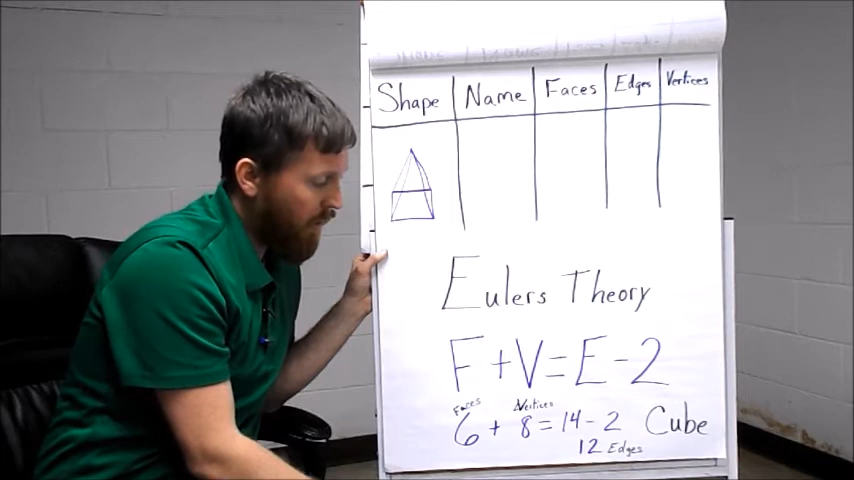 Shape Name Faces Edges Vertices
Eulers Theory
F+V=E-2
Faces Vertices
6 + 8 = 14 - 2 Cube
12 Edges